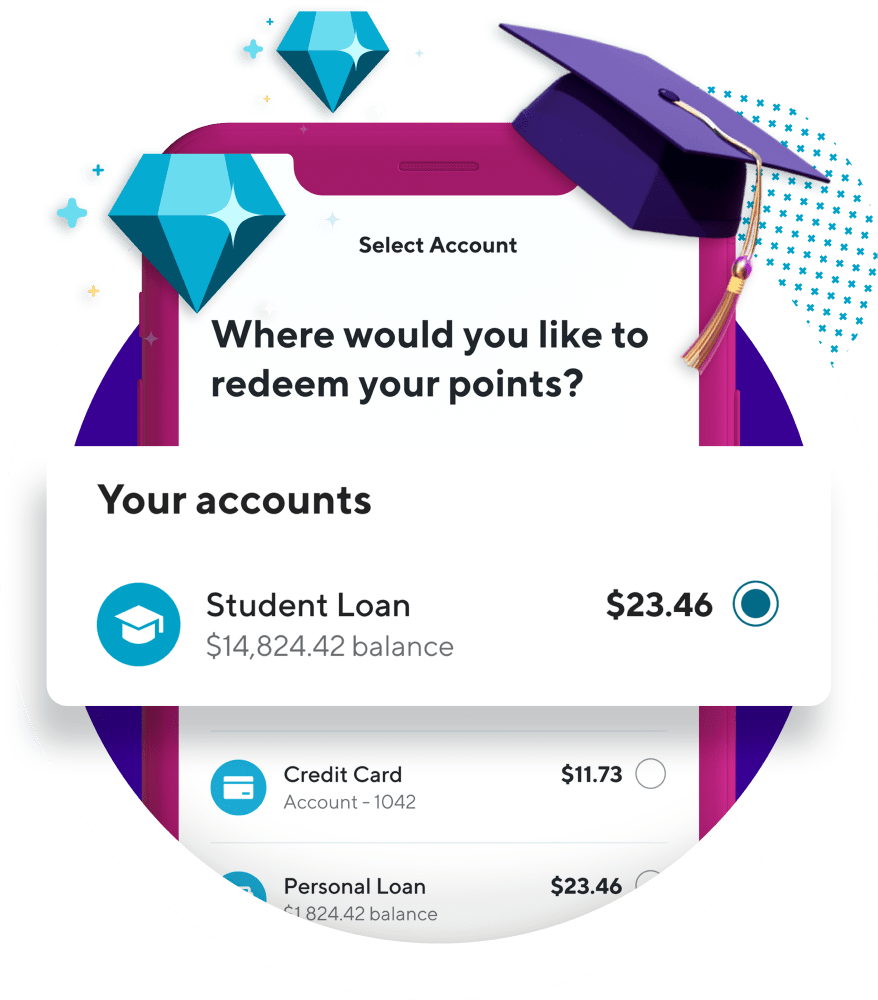 Select Account
Where would you like to
redeem your points?
Your accounts
Student Loan $23.46
$14,824.42 balance
Credit Card $11.73
Account - 1042
Personal Loan $23.46
$1,824.42 balance